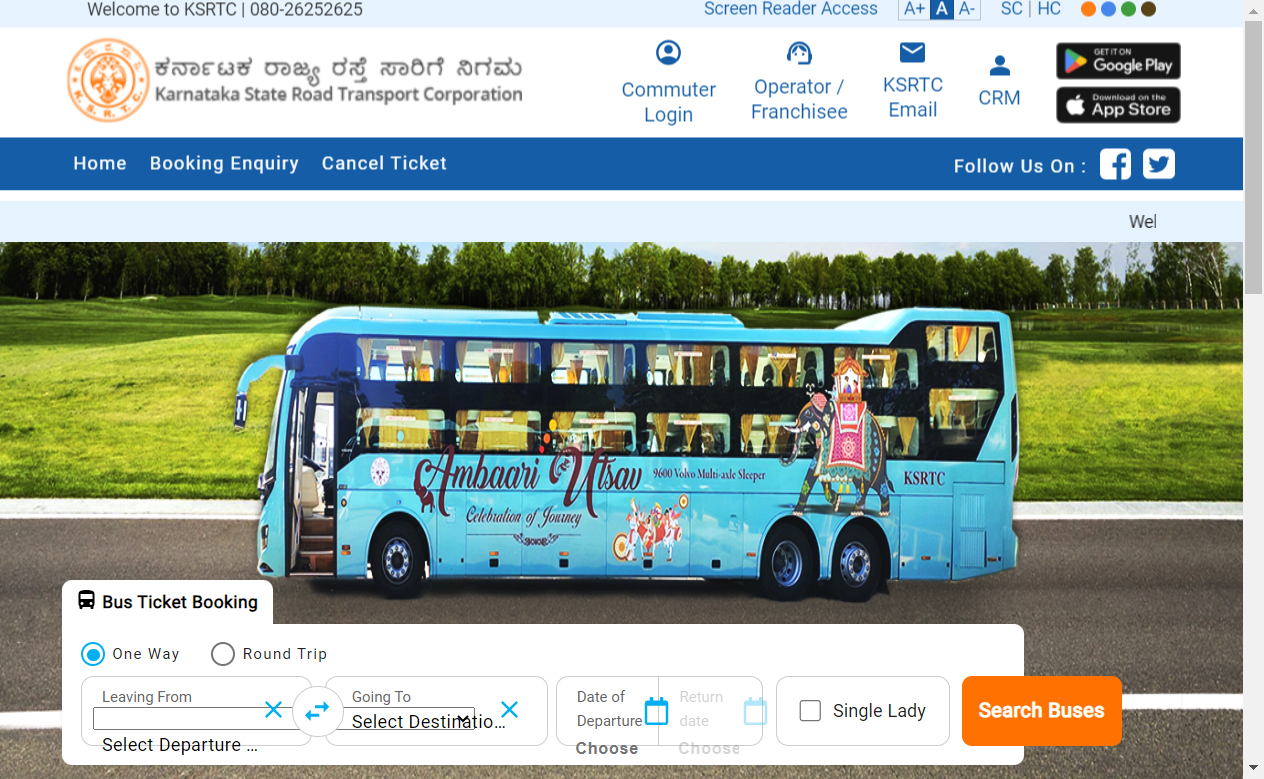 Welcome to KSRTC | 080-26252625
Screen Reader Access
A+ A A-
SC | HC
ಕರ್ನಾಟಕ ರಾಜ್ಯ ರಸ್ತೆ ಸಾರಿಗೆ ನಿಗಮ
Karnataka State Road Transport Corporation
Commuter
Login
Operator /
Franchisee
KSRTC
Email
CRM
GET IT ON
Google Play
Download on the
App Store
Home Booking Enquiry Cancel Ticket
Follow Us On :
Wel
Ambaari Utsav
9600 Volvo Multi-axle Sleeper
KSRTC
Celebration of Journey
Bus Ticket Booking
One Way Round Trip
Leaving From
Select Departure ...
Going To
Select Destinatio...
Date of
Departure
Choose
Return
date
Choose
Single Lady
Search Buses